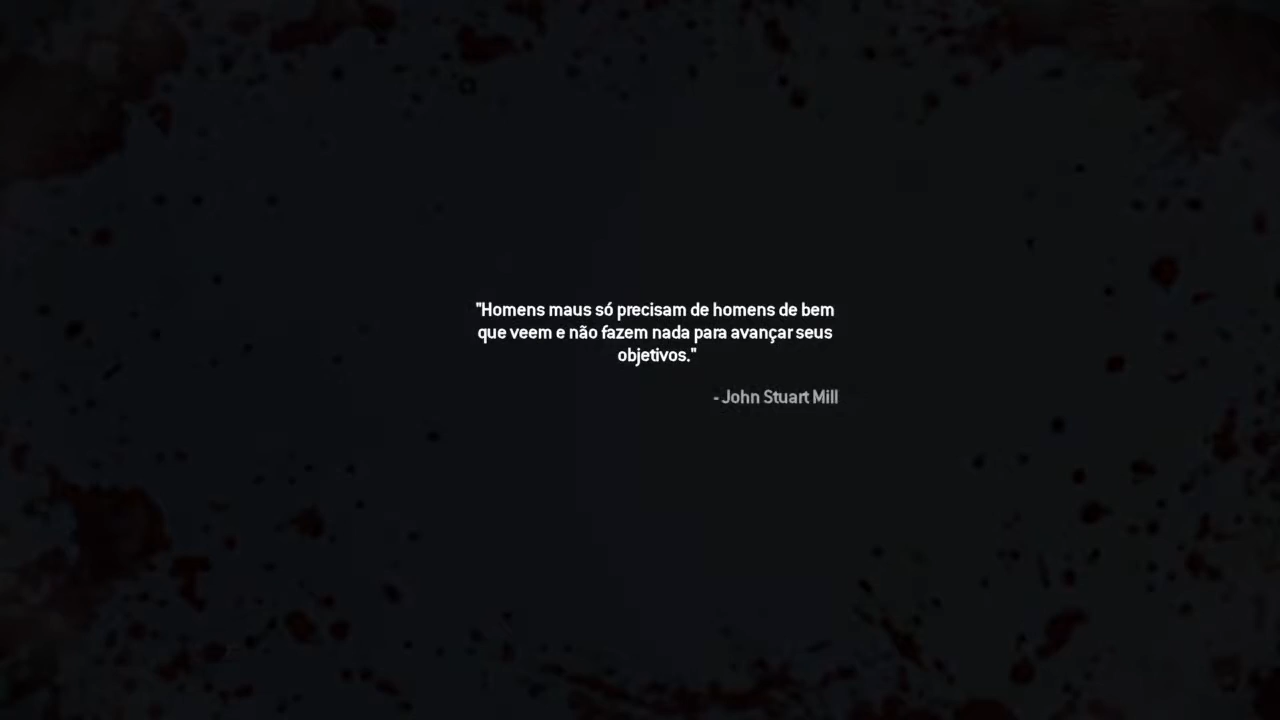 "Homens maus só precisam de homens de bem
que veem e não fazem nada para avançar seus
objetivos."
- John Stuart Mill